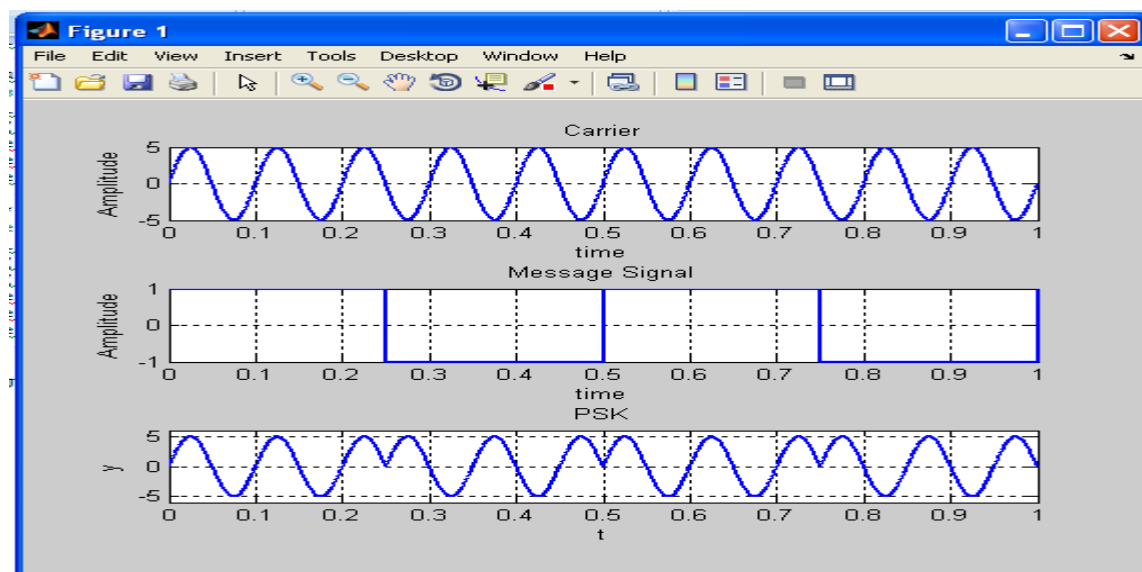 Figure 1
File Edit View Insert Tools Desktop Window Help
Carrier
Amplitude
5
0
-5
0 0.1 0.2 0.3 0.4 0.5 0.6 0.7 0.8 0.9 1
time
Message Signal
Amplitude
1
0
-1
0 0.1 0.2 0.3 0.4 0.5 0.6 0.7 0.8 0.9 1
time
PSK
y
5
0
-5
0 0.1 0.2 0.3 0.4 0.5 0.6 0.7 0.8 0.9 1
t